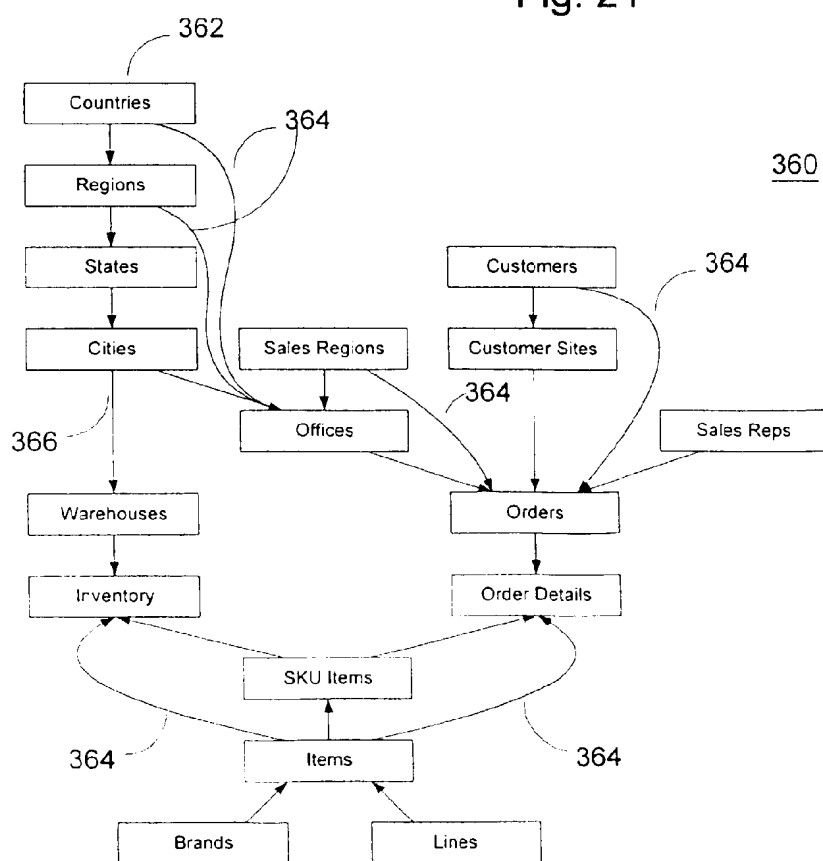 Fig. 21
362
Countries
364
360
Regions
States
Customers
364
Cities
Sales Regions
Customer Sites
364
366
Offices
Sales Reps
Warehouses
Orders
Inventory
Order Details
SKU Items
364
364
Items
Brands
Lines